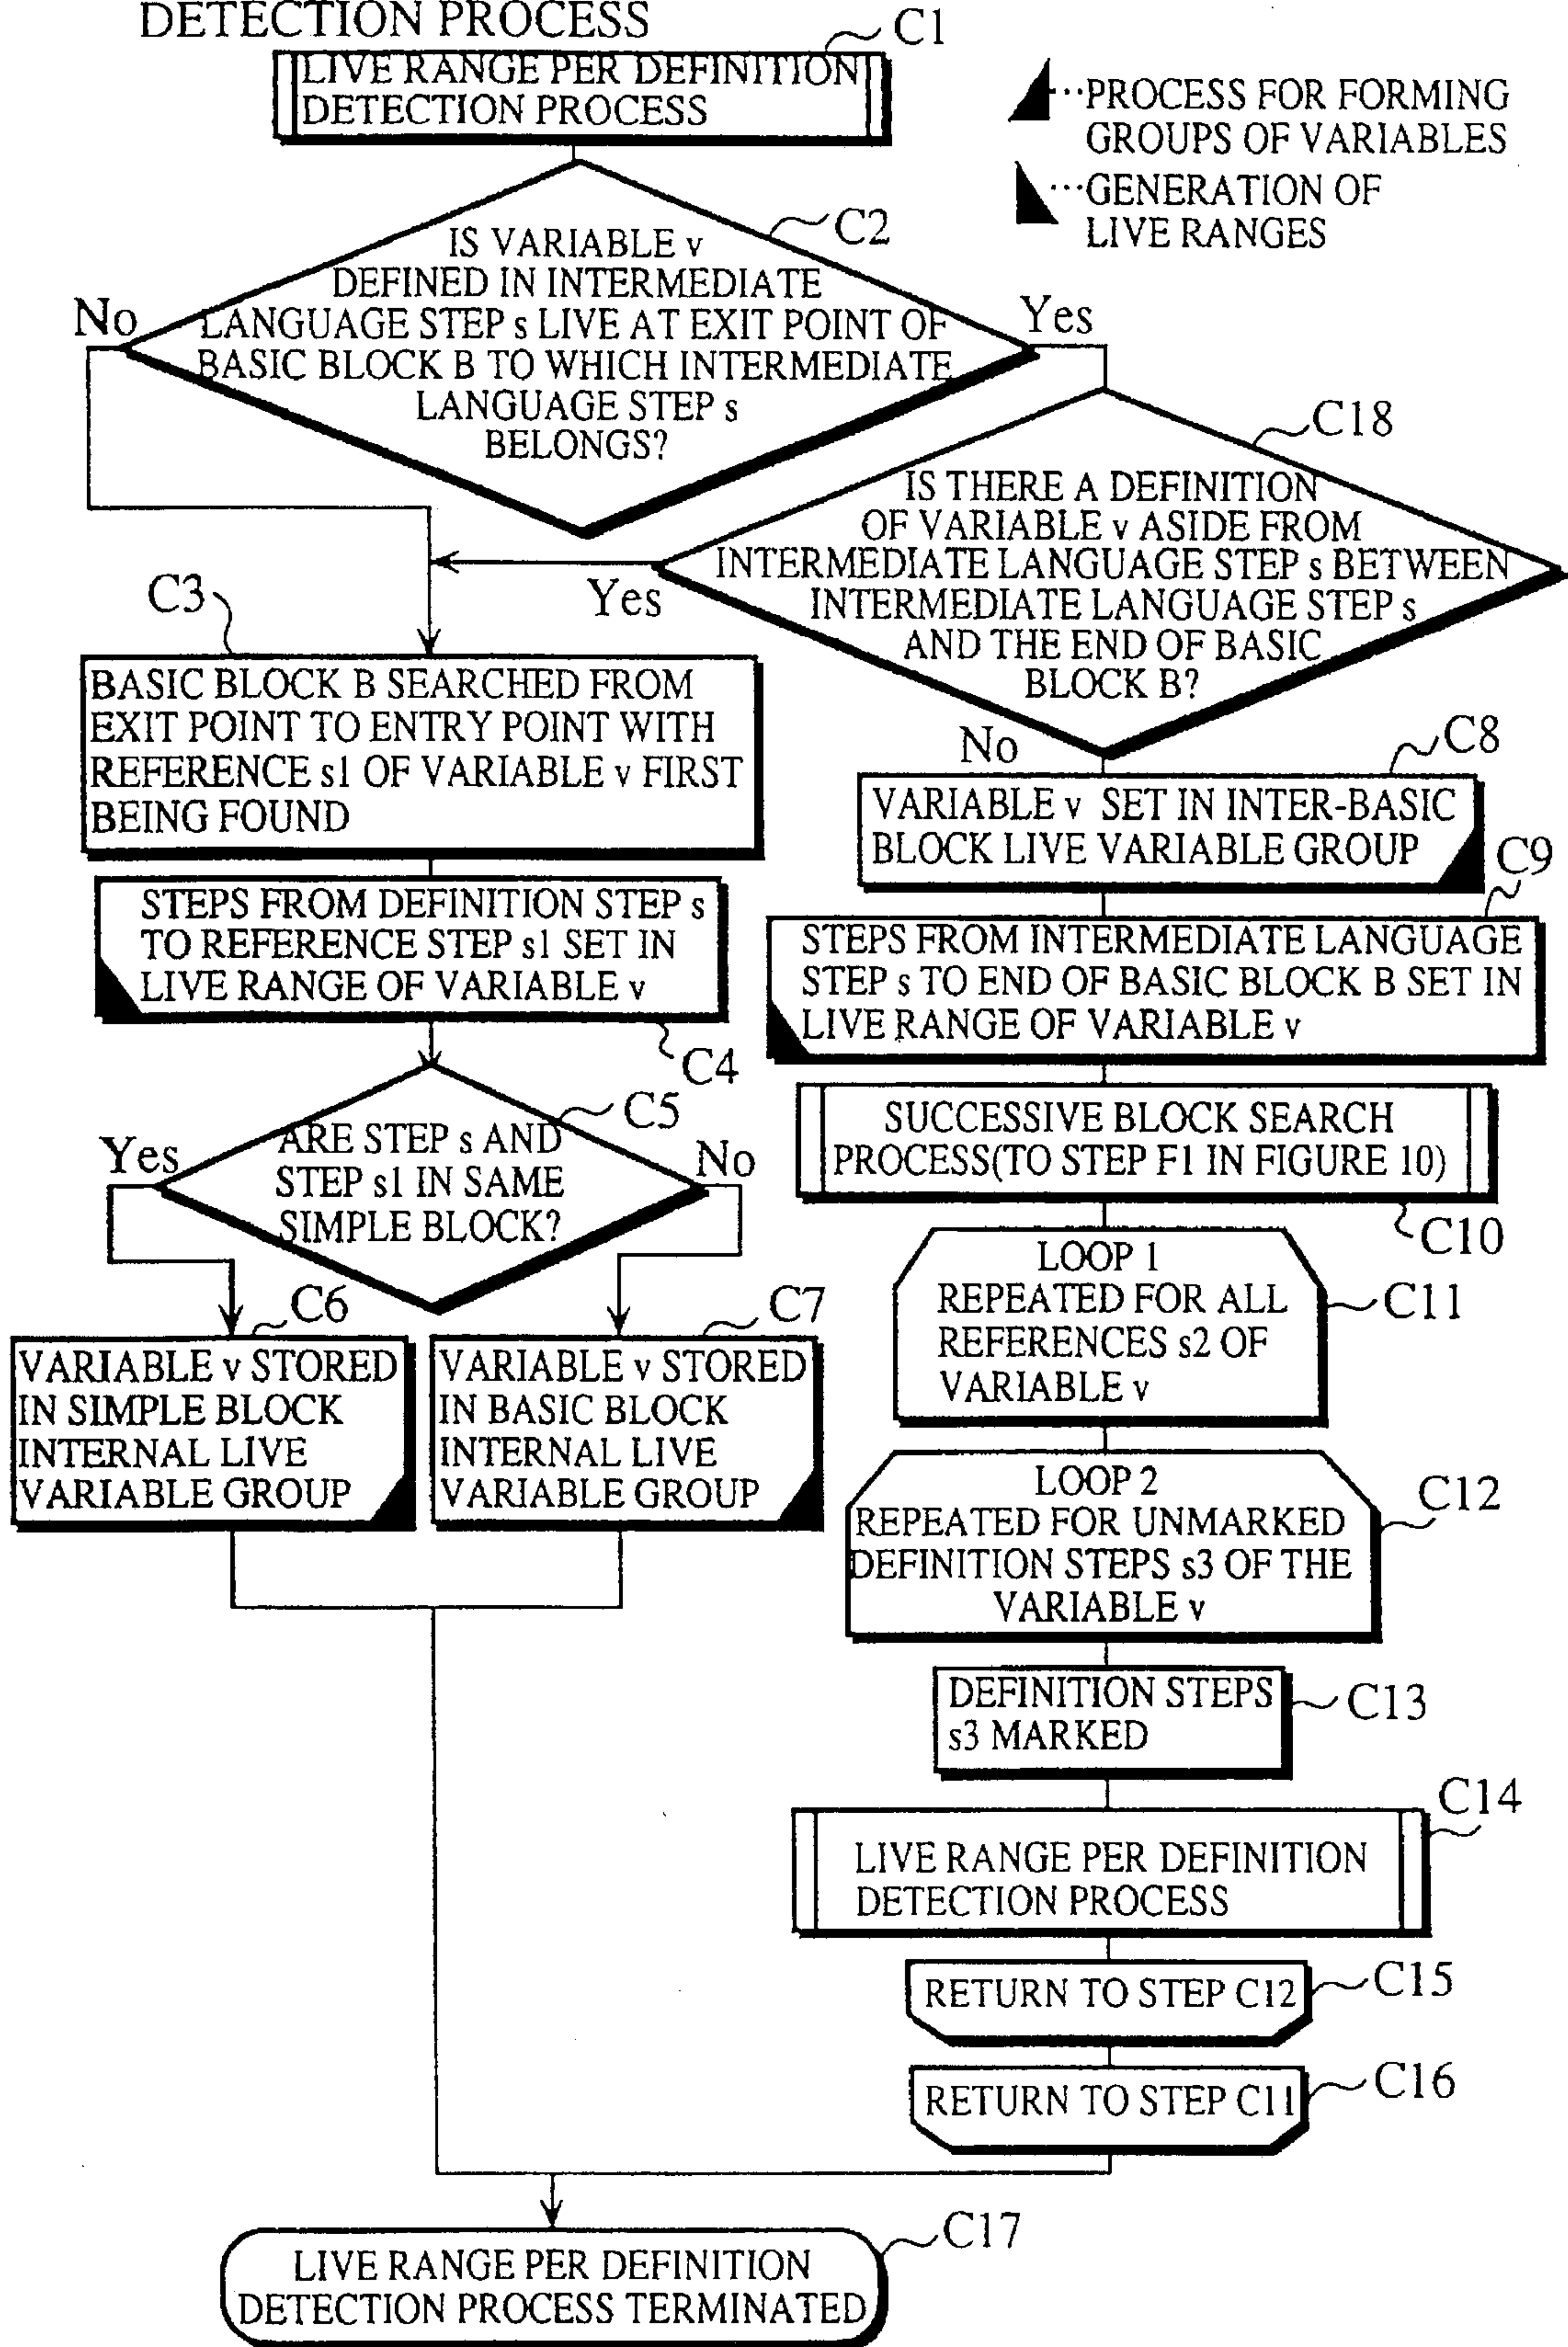 DETECTION PROCESS
C1
LIVE RANGE PER DEFINITION
DETECTION PROCESS
···PROCESS FOR FORMING
GROUPS OF VARIABLES
···GENERATION OF
LIVE RANGES
C2
IS VARIABLE v
DEFINED IN INTERMEDIATE
LANGUAGE STEP s LIVE AT EXIT POINT OF
BASIC BLOCK B TO WHICH INTERMEDIATE
LANGUAGE STEP s
BELONGS?
No
Yes
C18
IS THERE A DEFINITION
OF VARIABLE v ASIDE FROM
INTERMEDIATE LANGUAGE STEP s BETWEEN
INTERMEDIATE LANGUAGE STEP s
AND THE END OF BASIC
BLOCK B?
Yes
No
C3
BASIC BLOCK B SEARCHED FROM
EXIT POINT TO ENTRY POINT WITH
REFERENCE s1 OF VARIABLE v FIRST
BEING FOUND
STEPS FROM DEFINITION STEP s
TO REFERENCE STEP s1 SET IN
LIVE RANGE OF VARIABLE v
C4
C5
ARE STEP s AND
STEP s1 IN SAME
SIMPLE BLOCK?
Yes
No
C6
VARIABLE v STORED
IN SIMPLE BLOCK
INTERNAL LIVE
VARIABLE GROUP
C7
VARIABLE v STORED
IN BASIC BLOCK
INTERNAL LIVE
VARIABLE GROUP
C8
VARIABLE v SET IN INTER-BASIC
BLOCK LIVE VARIABLE GROUP
C9
STEPS FROM INTERMEDIATE LANGUAGE
STEP s TO END OF BASIC BLOCK B SET IN
LIVE RANGE OF VARIABLE v
SUCCESSIVE BLOCK SEARCH
PROCESS(TO STEP F1 IN FIGURE 10)
C10
LOOP 1
REPEATED FOR ALL
REFERENCES s2 OF
VARIABLE v
C11
LOOP 2
REPEATED FOR UNMARKED
DEFINITION STEPS s3 OF THE
VARIABLE v
C12
DEFINITION STEPS
s3 MARKED
C13
C14
LIVE RANGE PER DEFINITION
DETECTION PROCESS
RETURN TO STEP C12
C15
RETURN TO STEP C11
C16
C17
LIVE RANGE PER DEFINITION
DETECTION PROCESS TERMINATED